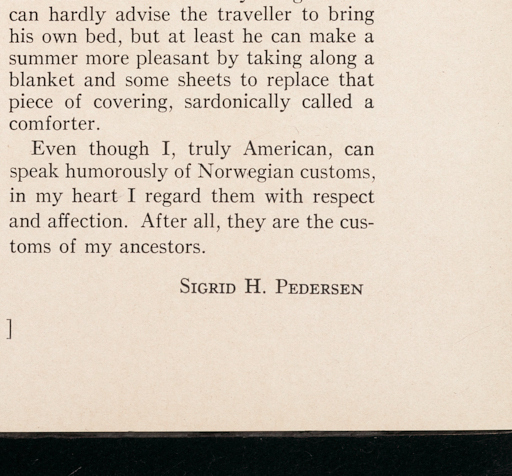 can hardly advise the traveller to bring
his own bed, but at least he can make a
summer more pleasant by taking along a
blanket and some sheets to replace that
piece of covering, sardonically called a
comforter.
Even though I, truly American, can
speak humorously of Norwegian customs,
in my heart I regard them with respect
and affection. After all, they are the cus-
toms of my ancestors.
SIGRID H. PEDERSEN
]